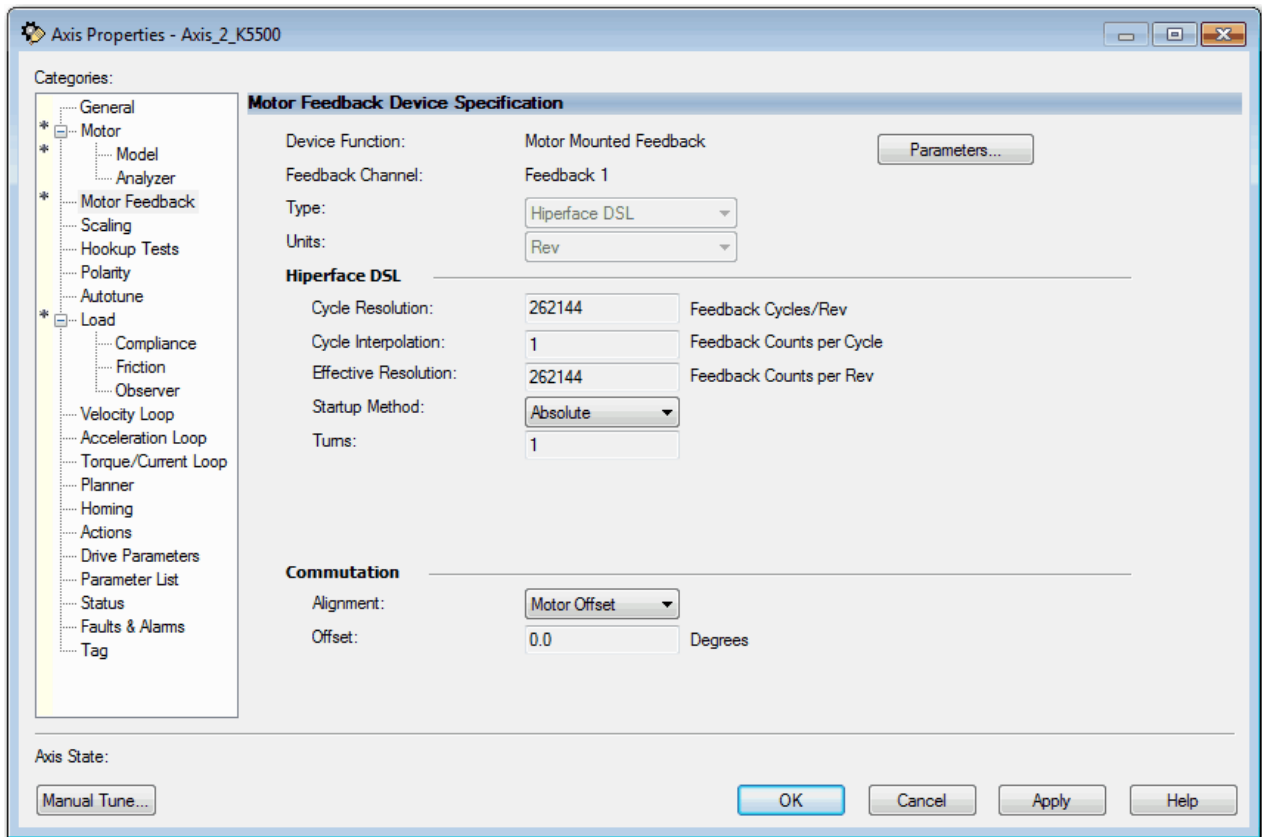 Axis Properties - Axis_2_K5500
Categories:
General
* Motor
* Model
Analyzer
* Motor Feedback
Scaling
Hookup Tests
Polarity
Autotune
* Load
Compliance
Friction
Observer
Velocity Loop
Acceleration Loop
Torque/Current Loop
Planner
Homing
Actions
Drive Parameters
Parameter List
Status
Faults & Alarms
Tag
Motor Feedback Device Specification
Device Function: Motor Mounted Feedback Parameters...
Feedback Channel: Feedback 1
Type: Hiperface DSL
Units: Rev
Hiperface DSL
Cycle Resolution: 262144 Feedback Cycles/Rev
Cycle Interpolation: 1 Feedback Counts per Cycle
Effective Resolution: 262144 Feedback Counts per Rev
Startup Method: Absolute
Turns: 1
Commutation
Alignment: Motor Offset
Offset: 0.0 Degrees
Axis State:
Manual Tune... OK Cancel Apply Help